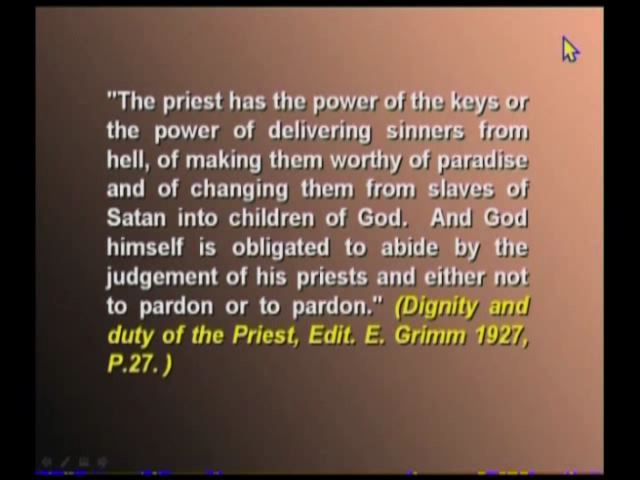 "The priest has the power of the keys or
the power of delivering sinners from
hell, of making them worthy of paradise
and of changing them from slaves of
Satan into children of God. And God
himself is obligated to abide by the
judgement of his priests and either not
to pardon or to pardon." (Dignity and
duty of the Priest, Edit. E. Grimm 1927,
P.27. )